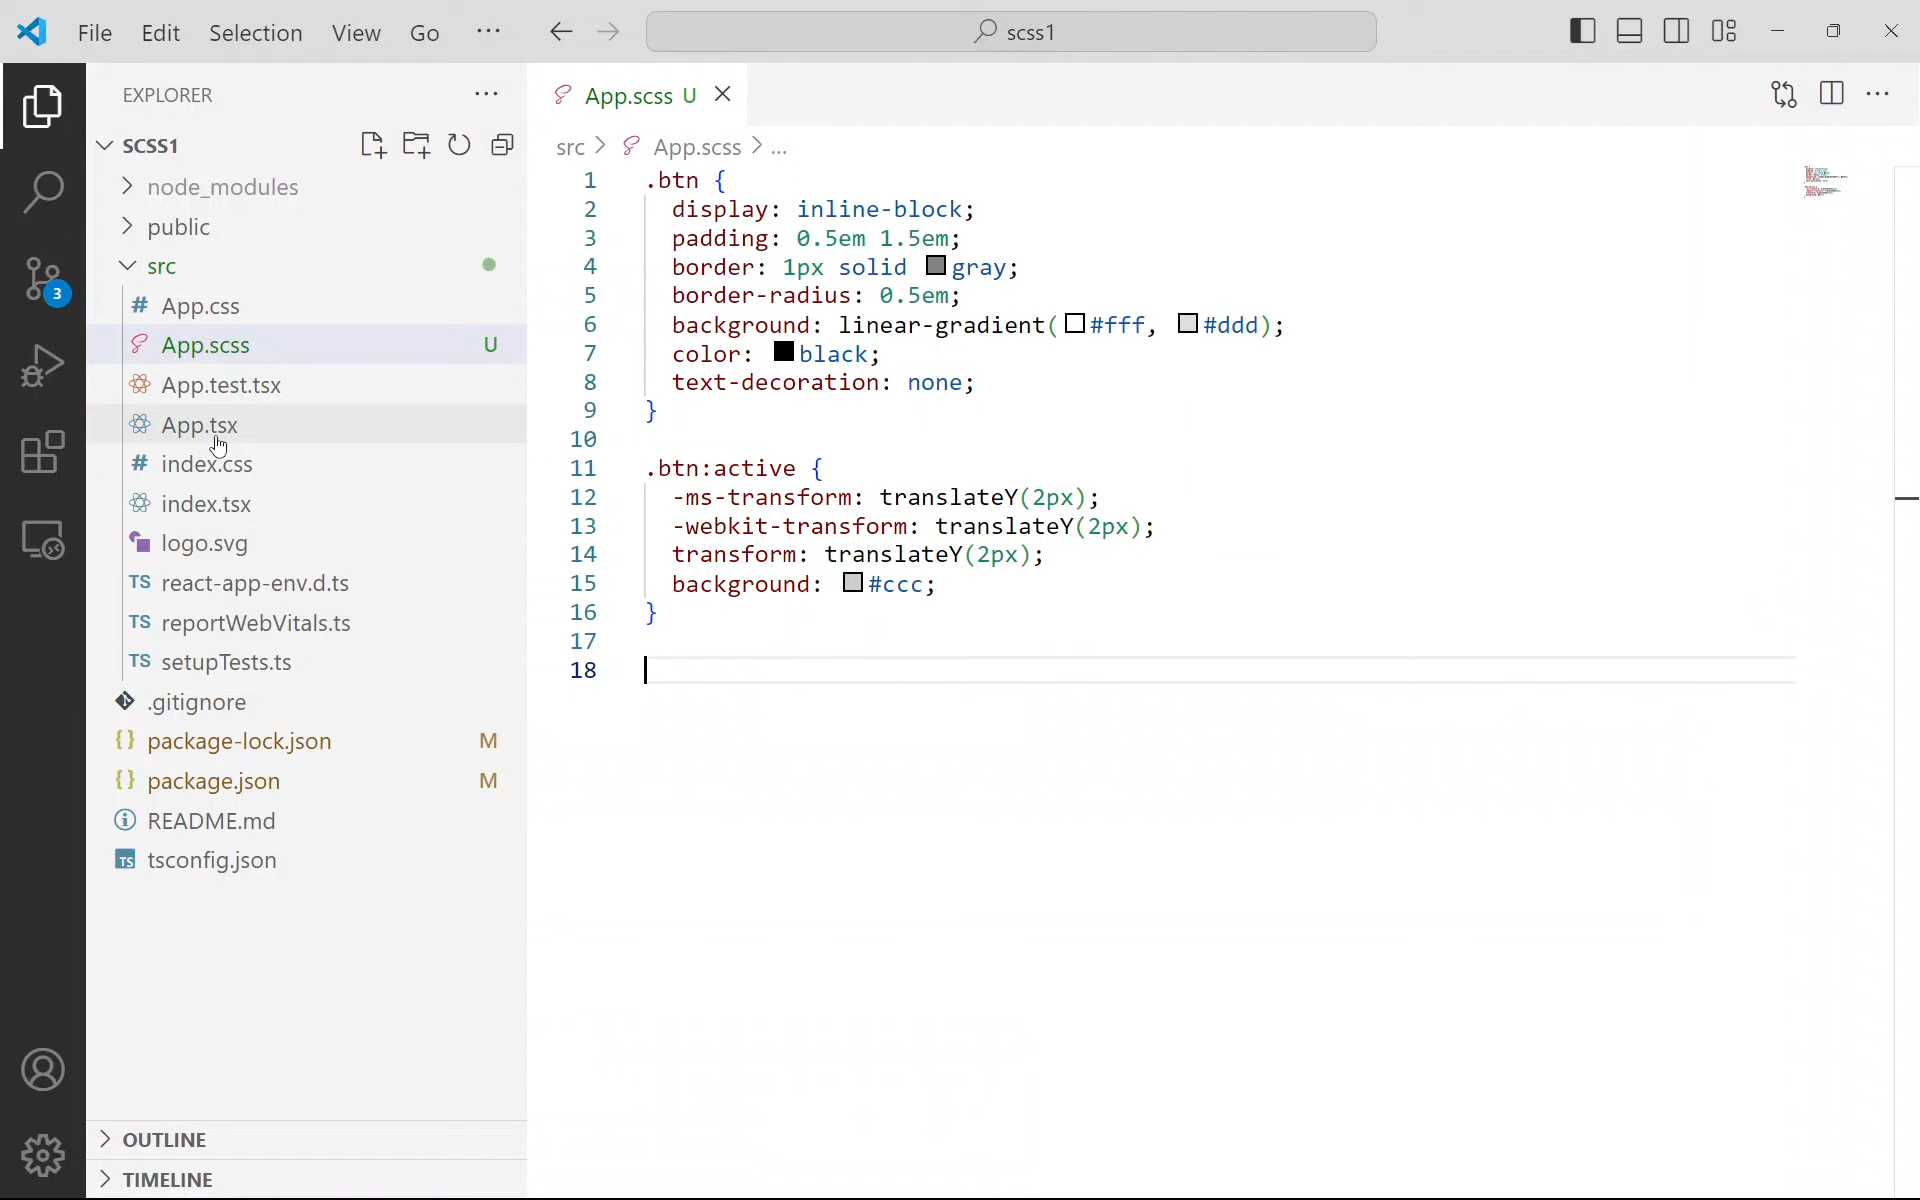 File Edit Selection View Go ···
scss1
EXPLORER ···
App.scss U
SCSS1
src > App.scss > ...
node_modules
public
src
# App.css
App.scss U
App.test.tsx
App.tsx
# index.css
index.tsx
logo.svg
TS react-app-env.d.ts
TS reportWebVitals.ts
TS setupTests.ts
.gitignore
{} package-lock.json M
{} package.json M
README.md
TS tsconfig.json
3
OUTLINE
TIMELINE
1 .btn {
2 display: inline-block;
3 padding: 0.5em 1.5em;
4 border: 1px solid gray;
5 border-radius: 0.5em;
6 background: linear-gradient(#fff, #ddd);
7 color: black;
8 text-decoration: none;
9 }
10
11 .btn:active {
12 -ms-transform: translateY(2px);
13 -webkit-transform: translateY(2px);
14 transform: translateY(2px);
15 background: #ccc;
16 }
17
18